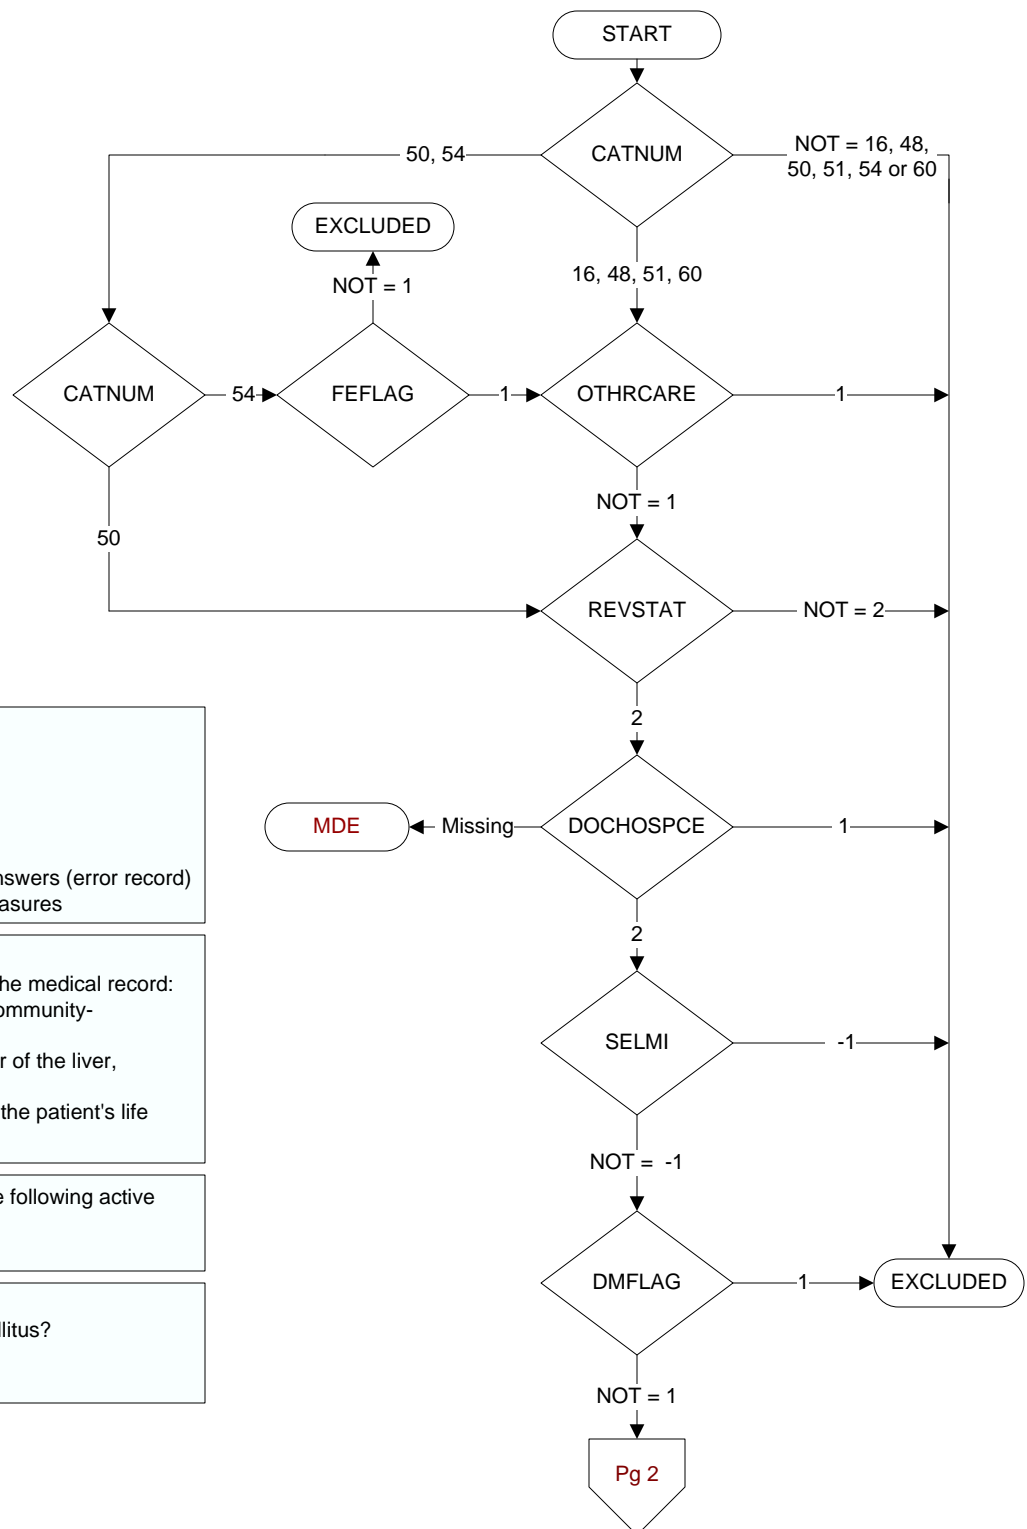 START
CATNUM
50, 54
NOT = 16, 48,
50, 51, 54 or 60
EXCLUDED
NOT = 1
16, 48, 51, 60
CATNUM
54
FEFLAG
1
OTHRCARE
1
NOT = 1
50
REVSTAT
NOT = 2
2
MDE
Missing
DOCHOSPCE
1
nswers (error record)
asures
2
he medical record:
ommunity-
r of the liver,
the patient's life
SELMI
-1
NOT = -1
e following active
DMFLAG
1
EXCLUDED
llitus?
NOT = 1
Pg 2